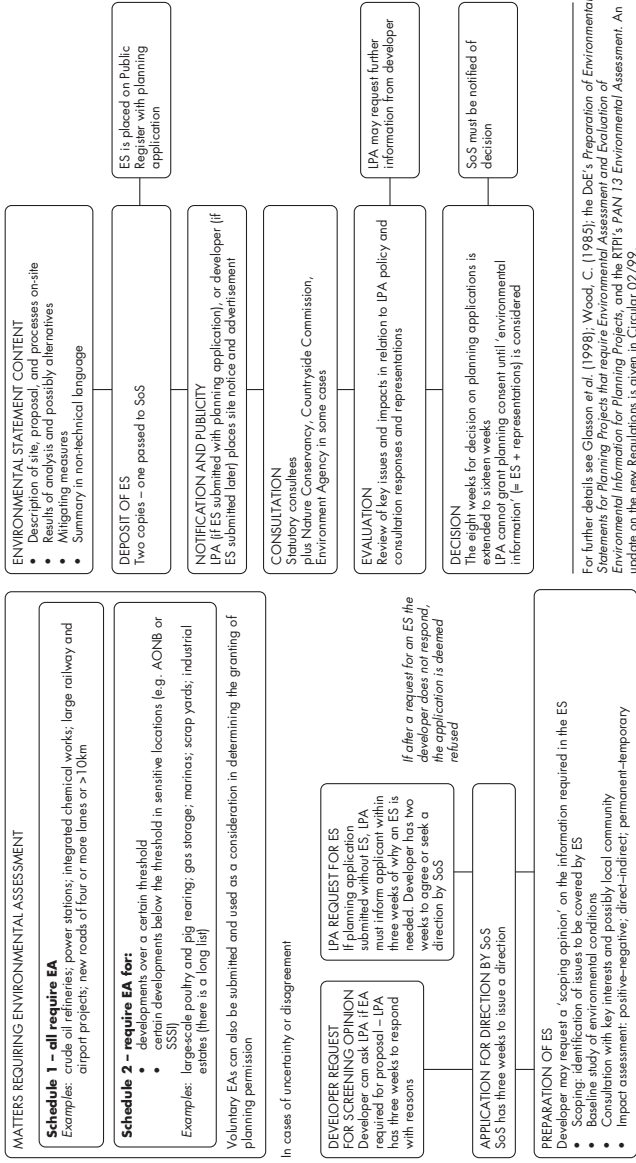 MATTERS REQUIRING ENVIRONMENTAL ASSESSMENT
Schedule 1 – all require EA
Examples: crude oil refineries; power stations; integrated chemical works; large railway and
airport projects; new roads of four or more lanes or >10km
Schedule 2 – require EA for:
• developments over a certain threshold
• certain developments below the threshold in sensitive locations (e.g. AONB or
SSSI)
Examples: large-scale poultry and pig rearing; gas storage; marinas; scrap yards; industrial
estates (there is a long list)
Voluntary EAs can also be submitted and used as a consideration in determining the granting of
planning permission
In cases of uncertainty or disagreement
DEVELOPER REQUEST
FOR SCREENING OPINION
Developer can ask LPA if EA
required for proposal – LPA
has three weeks to respond
with reasons
LPA REQUEST FOR ES
If planning application
submitted without ES, LPA
must inform applicant within
three weeks of why an ES is
needed. Developer has two
weeks to agree or seek a
direction by SoS
If after a request for an ES the
developer does not respond,
the application is deemed
refused
APPLICATION FOR DIRECTION BY SoS
SoS has three weeks to issue a direction
PREPARATION OF ES
Developer may request a 'scoping opinion' on the information required in the ES
• Scoping: identification of issues to be covered by ES
• Baseline study of environmental conditions
• Consultation with key interests and possibly local community
• Impact assessment: positive–negative; direct–indirect; permanent–temporary
ENVIRONMENTAL STATEMENT CONTENT
• Description of site, proposal, and processes on-site
• Results of analysis and possibly alternatives
• Mitigating measures
• Summary in non-technical language
DEPOSIT OF ES
Two copies – one passed to SoS
ES is placed on Public
Register with planning
application
NOTIFICATION AND PUBLICITY
LPA (if ES submitted with planning application), or developer (if
ES submitted later) places site notice and advertisement
CONSULTATION
Statutory consultees
plus Nature Conservancy, Countryside Commission,
Environment Agency in some cases
EVALUATION
Review of key issues and impacts in relation to LPA policy and
consultation responses and representations
LPA may request further
information from developer
DECISION
The eight weeks for decision on planning applications is
extended to sixteen weeks
LPA cannot grant planning consent until 'environmental
information' (= ES + representations) is considered
SoS must be notified of
decision
For further details see Glasson et al. (1998); Wood, C. (1985); the DoE's Preparation of Environmental
Statements for Planning Projects that require Environmental Assessment and Evaluation of
Environmental Information for Planning Projects, and the RTPI's PAN 13 Environmental Assessment. An
update on the new Regulations is given in Circular 02/99.